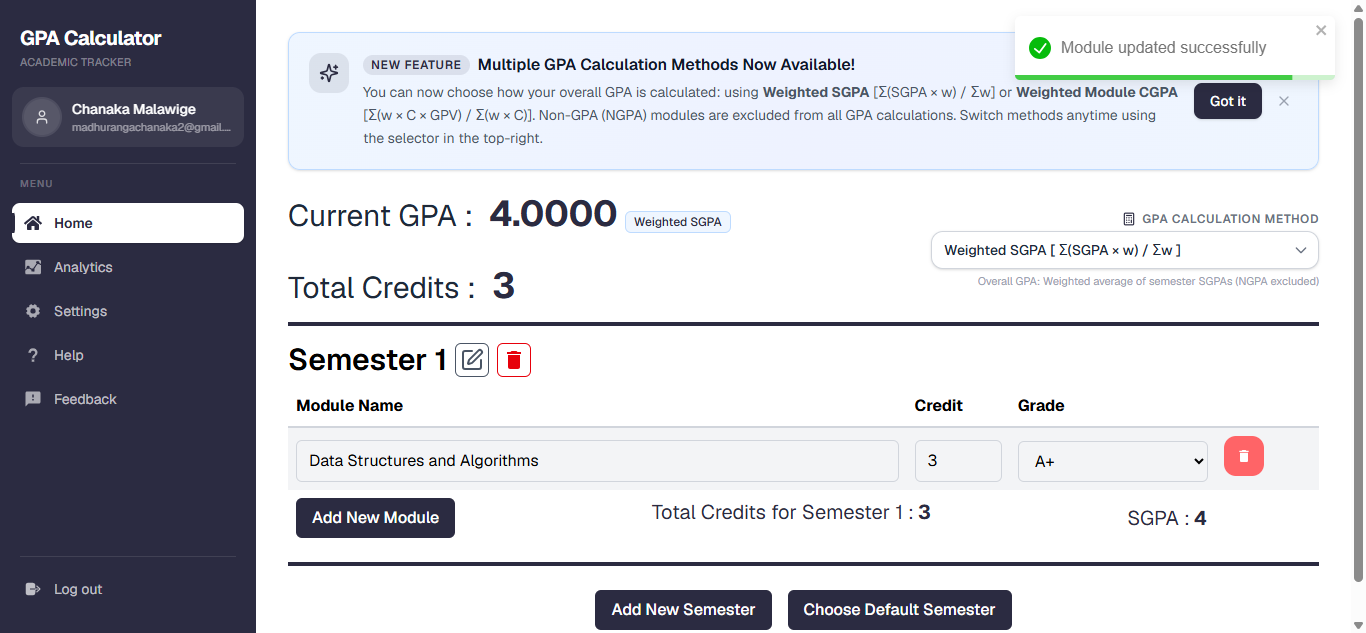 GPA Calculator
ACADEMIC TRACKER
Chanaka Malawige
madhurangachanaka2@gmail....
MENU
Home
Analytics
Settings
? Help
Feedback
Log out
Module updated successfully
NEW FEATURE Multiple GPA Calculation Methods Now Available!
You can now choose how your overall GPA is calculated: using Weighted SGPA [Σ(SGPA × w) / Σw] or Weighted Module CGPA
[Σ(w × C × GPV) / Σ(w × C)]. Non-GPA (NGPA) modules are excluded from all GPA calculations. Switch methods anytime using
the selector in the top-right.
Got it
Current GPA : 4.0000 Weighted SGPA
GPA CALCULATION METHOD
Weighted SGPA [ Σ(SGPA × w) / Σw ]
Overall GPA: Weighted average of semester SGPAs (NGPA excluded)
Total Credits : 3
Semester 1
Module Name Credit Grade
Data Structures and Algorithms 3 A+
Add New Module Total Credits for Semester 1 : 3 SGPA : 4
Add New Semester Choose Default Semester